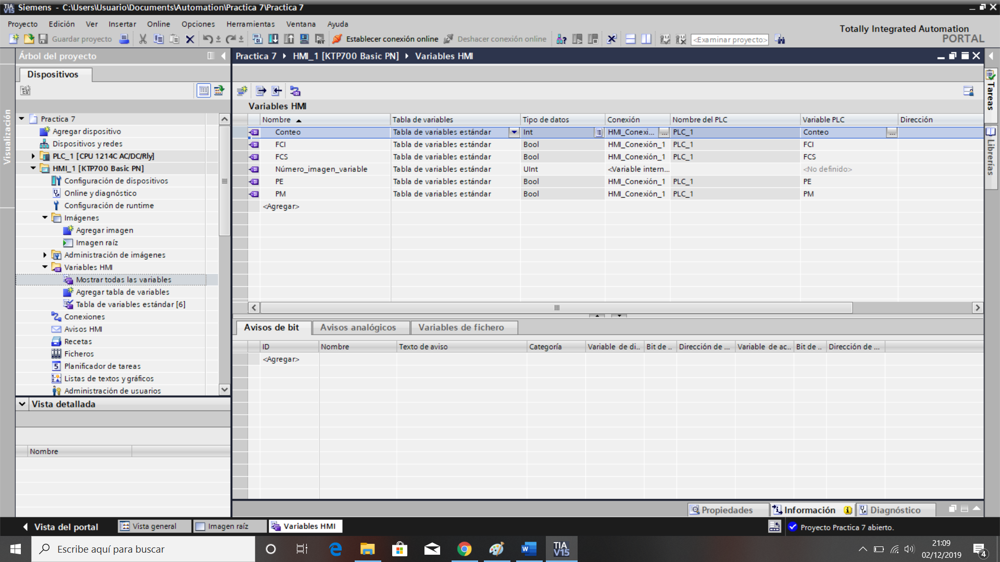 Siemens - C:\Users\Usuario\Documents\Automation\Practica 7\Practica 7
Proyecto Edición Ver Insertar Online Opciones Herramientas Ventana Ayuda
Totally Integrated Automation
PORTAL
Guardar proyecto
Establecer conexión online
Deshacer conexión online
<Examinar proyecto>
Árbol del proyecto
Practica 7 HMI_1 [KTP700 Basic PN] Variables HMI
Dispositivos
Visualización
Tareas
Librerías
Practica 7
Agregar dispositivo
Dispositivos y redes
PLC_1 [CPU 1214C AC/DC/Rly]
HMI_1 [KTP700 Basic PN]
Configuración de dispositivos
Online y diagnóstico
Configuración de runtime
Imágenes
Agregar imagen
Imagen raíz
Administración de imágenes
Variables HMI
Mostrar todas las variables
Agregar tabla de variables
Tabla de variables estándar [6]
Conexiones
Avisos HMI
Recetas
Ficheros
Planificador de tareas
Listas de textos y gráficos
Administración de usuarios
Vista detallada
Nombre
Variables HMI
Nombre Tabla de variables Tipo de datos Conexión Nombre del PLC Variable PLC Dirección
Conteo Tabla de variables estándar Int HMI_Conexi... ... PLC_1 Conteo ...
FCI Tabla de variables estándar Bool HMI_Conexión_1 PLC_1 FCI
FCS Tabla de variables estándar Bool HMI_Conexión_1 PLC_1 FCS
Número_imagen_variable Tabla de variables estándar UInt <Variable intern... <No definido>
PE Tabla de variables estándar Bool HMI_Conexión_1 PLC_1 PE
PM Tabla de variables estándar Bool HMI_Conexión_1 PLC_1 PM
<Agregar>
Avisos de bit Avisos analógicos Variables de fichero
ID Nombre Texto de aviso Categoría Variable de di.. Bit de .. Dirección de ... Variable de ac.. Bit de .. Dirección de ...
<Agregar>
Propiedades Información Diagnóstico
Vista del portal Vista general Imagen raíz Variables HMI
Proyecto Practica 7 abierto.
Escribe aquí para buscar
TIA
V15
21:09
02/12/2019
4